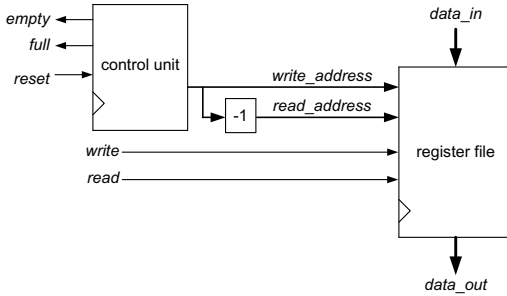 empty
full
reset
control unit
data_in
write_address
-1
read_address
write
read
register file
data_out